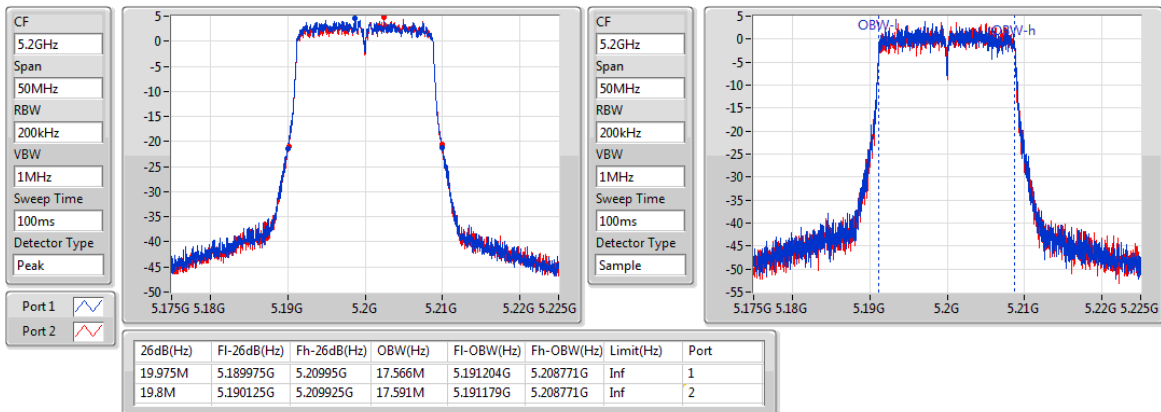 CF
5.2GHz
Span
50MHz
RBW
200kHz
VBW
1MHz
Sweep Time
100ms
Detector Type
Peak
Port 1
Port 2
5
0
-5
-10
-15
-20
-25
-30
-35
-40
-45
-50
5.175G 5.18G 5.19G 5.2G 5.21G 5.22G 5.225G
CF
5.2GHz
Span
50MHz
RBW
200kHz
VBW
1MHz
Sweep Time
100ms
Detector Type
Sample
5
0
-5
-10
-15
-20
-25
-30
-35
-40
-45
-50
-55
OBW-l OBW-h
5.175G 5.18G 5.19G 5.2G 5.21G 5.22G 5.225G
26dB(Hz) Fl-26dB(Hz) Fh-26dB(Hz) OBW(Hz) Fl-OBW(Hz) Fh-OBW(Hz) Limit(Hz) Port
19.975M 5.189975G 5.20995G 17.566M 5.191204G 5.208771G Inf 1
19.8M 5.190125G 5.209925G 17.591M 5.191179G 5.208771G Inf 2